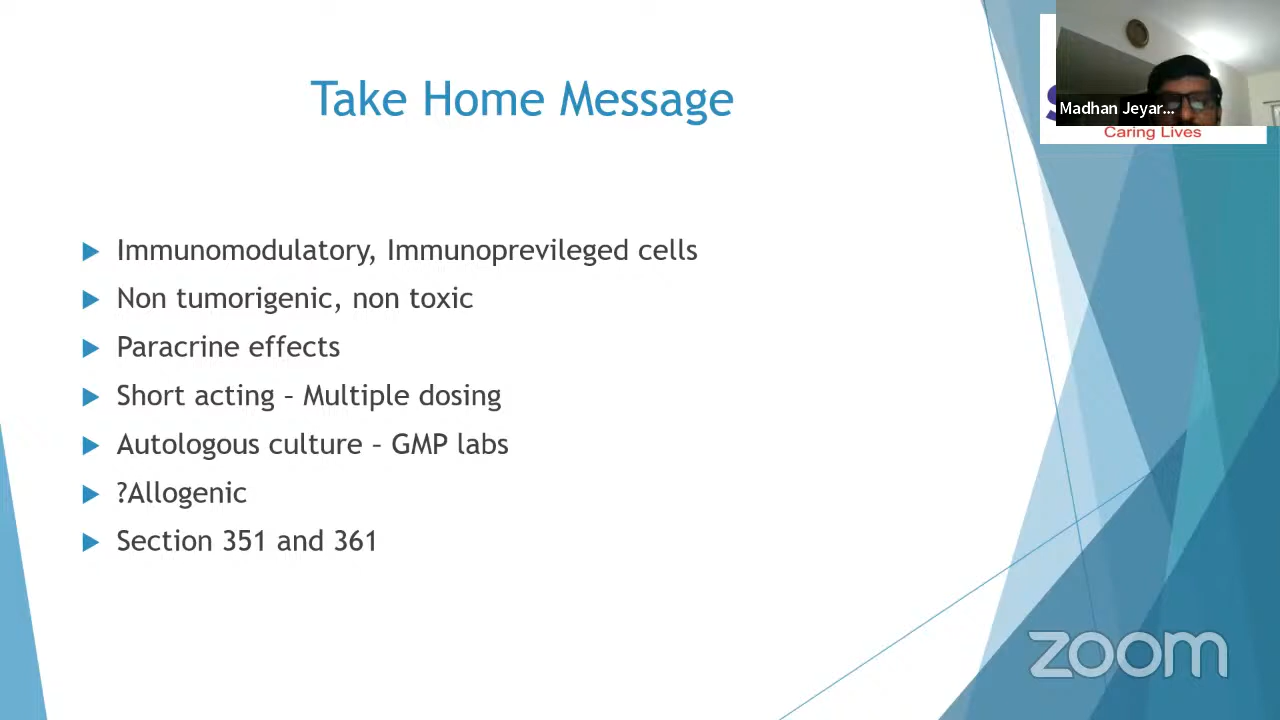 Take Home Message
Madhan Jeyar...
Caring Lives
Immunomodulatory, Immunoprevileged cells
Non tumorigenic, non toxic
Paracrine effects
Short acting – Multiple dosing
Autologous culture – GMP labs
?Allogenic
Section 351 and 361
zoom